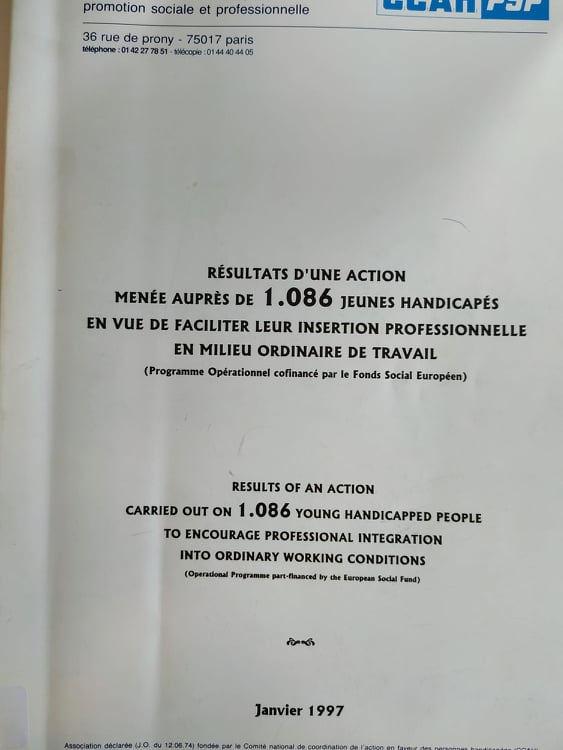 promotion sociale et professionnelle
36 rue de prony - 75017 paris
téléphone : 01 42 27 78 51 - télécopie : 01 44 40 44 05
RÉSULTATS D'UNE ACTION
MENÉE AUPRÈS DE 1.086 JEUNES HANDICAPÉS
EN VUE DE FACILITER LEUR INSERTION PROFESSIONNELLE
EN MILIEU ORDINAIRE DE TRAVAIL
(Programme Opérationnel cofinancé par le Fonds Social Européen)
RESULTS OF AN ACTION
CARRIED OUT ON 1.086 YOUNG HANDICAPPED PEOPLE
TO ENCOURAGE PROFESSIONAL INTEGRATION
INTO ORDINARY WORKING CONDITIONS
(Operational Programme part-financed by the European Social Fund)
Janvier 1997
Association déclarée (J.O. du 12.06.74) fondée par le Comité national de coordination de l'action en faveur des personnes